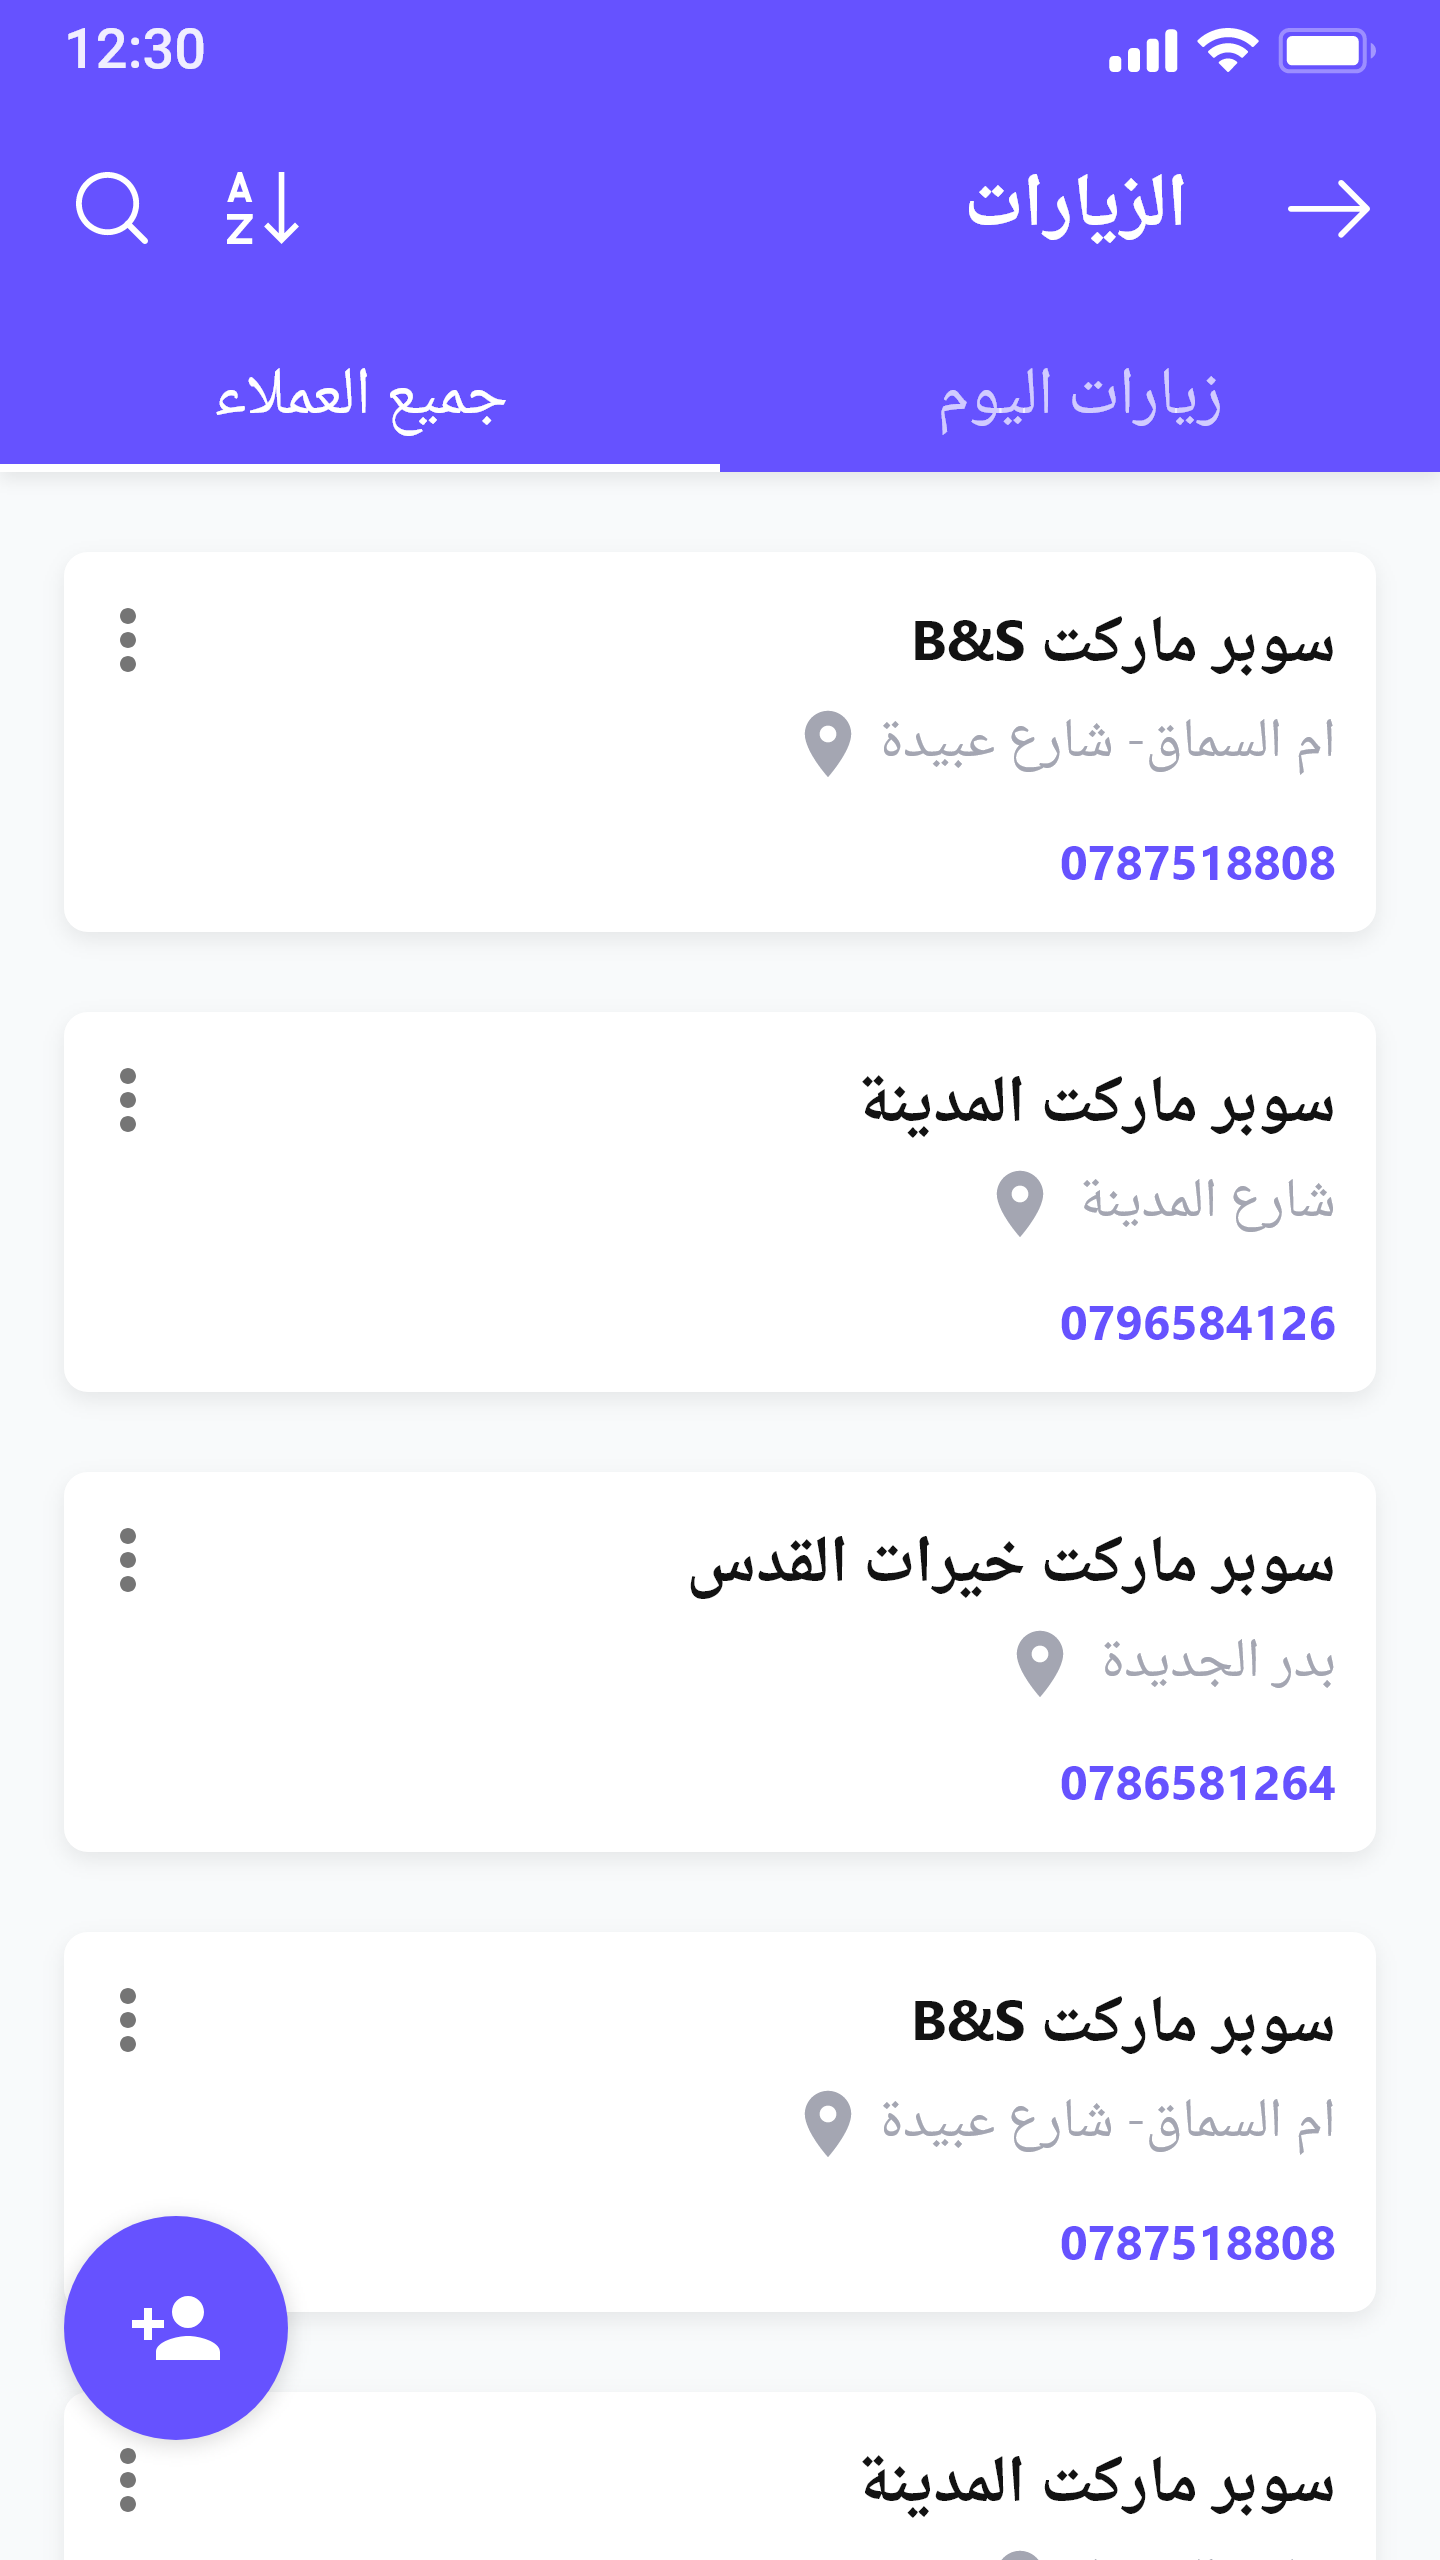 12:30
الزيارات
زيارات اليوم
جميع العملاء
سوبر ماركت B&S
ام السماق- شارع عبيدة
0787518808
سوبر ماركت المدينة
شارع المدينة
0796584126
سوبر ماركت خيرات القدس
بدر الجديدة
0786581264
سوبر ماركت B&S
ام السماق- شارع عبيدة
0787518808
سوبر ماركت المدينة